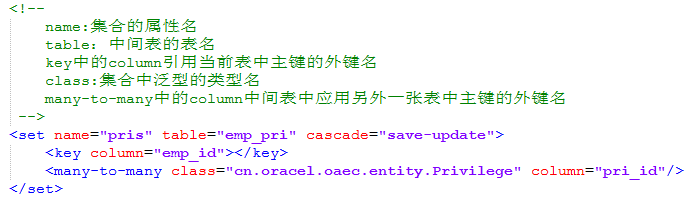 <!--
name:集合的属性名
table: 中间表的表名
key中的column引用当前表中主键的外键名
class:集合中泛型的类型名
many-to-many中的column中间表中应用另外一张表中主键的外键名
-->
<set name="pris" table="emp_pri" cascade="save-update">
<key column="emp_id"></key>
<many-to-many class="cn.oracel.oaec.entity.Privilege" column="pri_id"/>
</set>